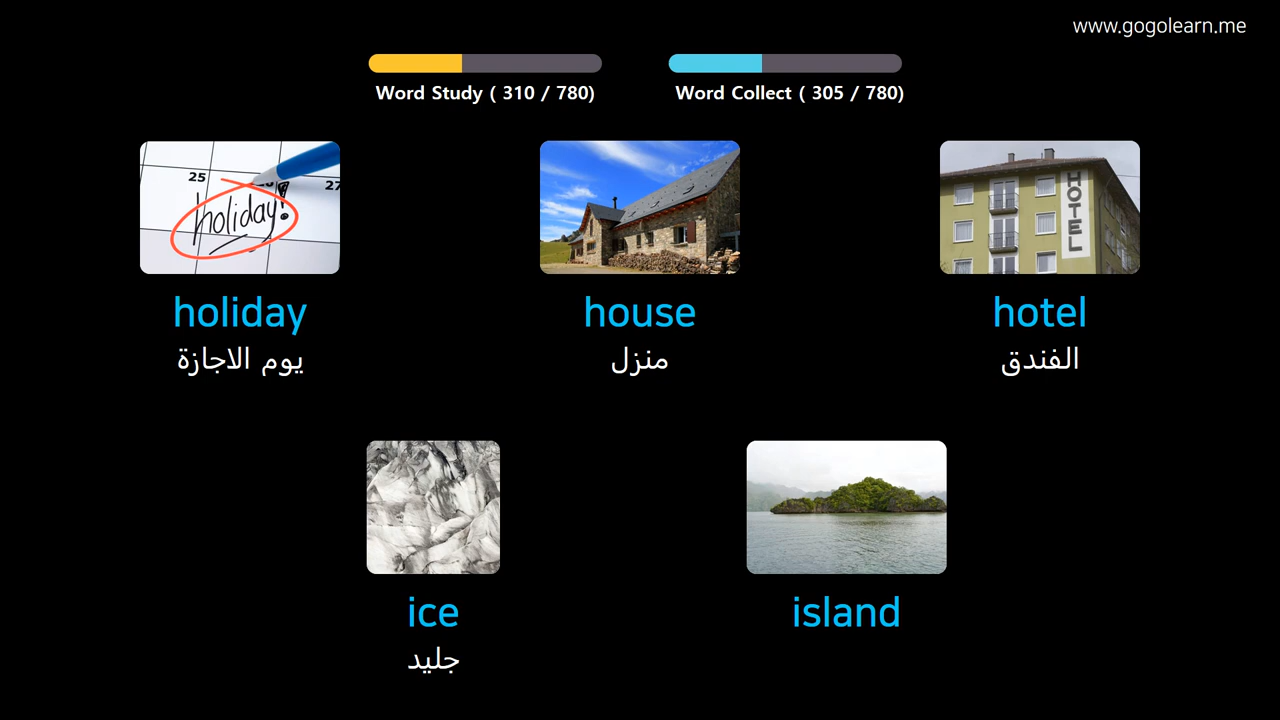 www.gogolearn.me
Word Study ( 310 / 780)
Word Collect ( 305 / 780)
25
27
holiday!
HOTEL
holiday
house
hotel
يوم الاجازة
منزل
الفندق
ice
island
جليد